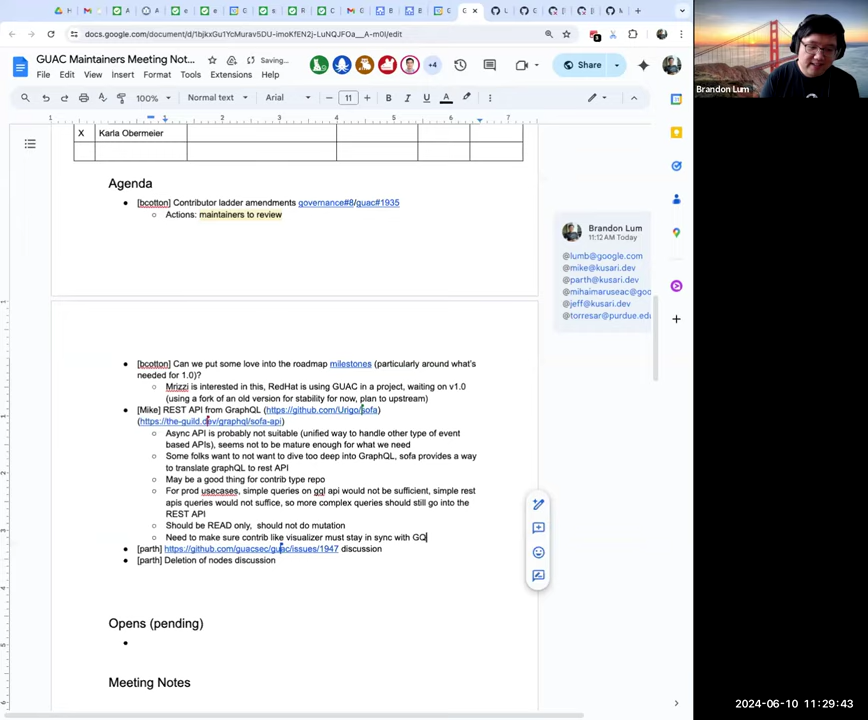 docs.google.com/document/d/1bjkxGu1YcMurav5DU-imoKfEN2j-LuNQJFOa__A-m0I/edit
GUAC Maintainers Meeting Not...
Saving...
File Edit View Insert Format Tools Extensions Help
+4
Share
100%
Normal text
Arial
11
X Karla Obermeier
Agenda
[bcotton] Contributor ladder amendments governance#8/guac#1935
Actions: maintainers to review
Brandon Lum
11:12 AM Today
@lumb@google.com
@mike@kusari.dev
@parth@kusari.dev
@mihaimaruseac@goo
@jeff@kusari.dev
@torresar@purdue.edu
[bcotton] Can we put some love into the roadmap milestones (particularly around what's
needed for 1.0)?
Mrizzi is interested in this, RedHat is using GUAC in a project, waiting on v1.0
(using a fork of an old version for stability for now, plan to upstream)
[Mike] REST API from GraphQL (https://github.com/Urigo/sofa)
(https://the-guild.dev/graphql/sofa-api)
Async API is probably not suitable (unified way to handle other type of event
based APIs), seems not to be mature enough for what we need
Some folks want to not want to dive too deep into GraphQL, sofa provides a way
to translate graphQL to rest API
May be a good thing for contrib type repo
For prod usecases, simple queries on gql api would not be sufficient, simple rest
apis queries would not suffice, so more complex queries should still go into the
REST API
Should be READ only, should not do mutation
Need to make sure contrib like visualizer must stay in sync with GQ
[parth] https://github.com/guacsec/guac/issues/1947 discussion
[parth] Deletion of nodes discussion
Opens (pending)
Meeting Notes
Brandon Lum
2024-06-10 11:29:43